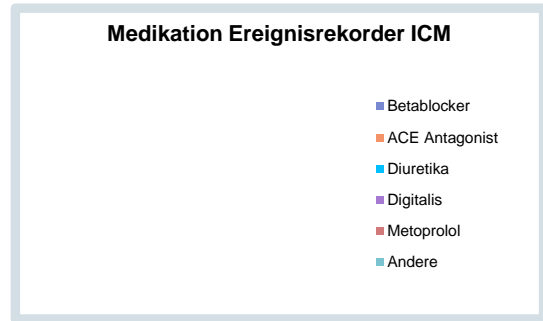 Medikation Ereignisrekorder ICM
Betablocker
ACE Antagonist
Diuretika
Digitalis
Metoprolol
Andere